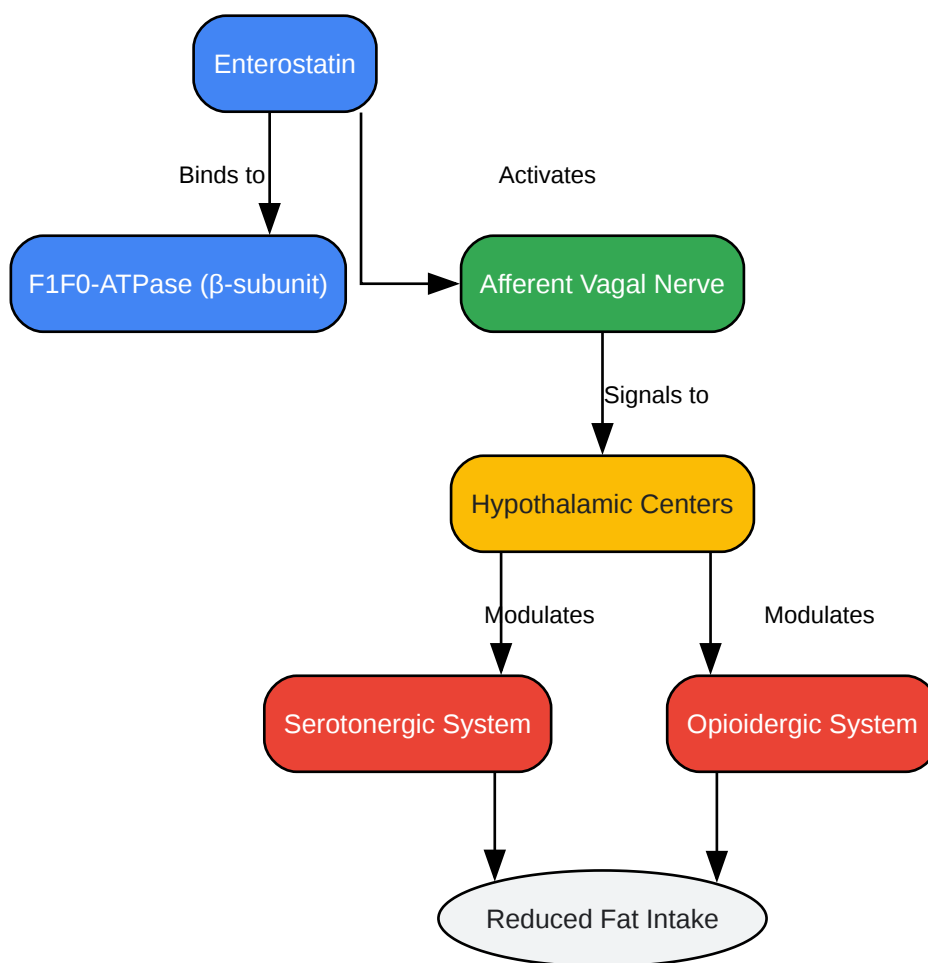 Enterostatin
Binds to
Activates
F1F0-ATPase (β-subunit)
Afferent Vagal Nerve
Signals to
Hypothalamic Centers
Modulates
Modulates
Serotonergic System
Opioidergic System
Reduced Fat Intake